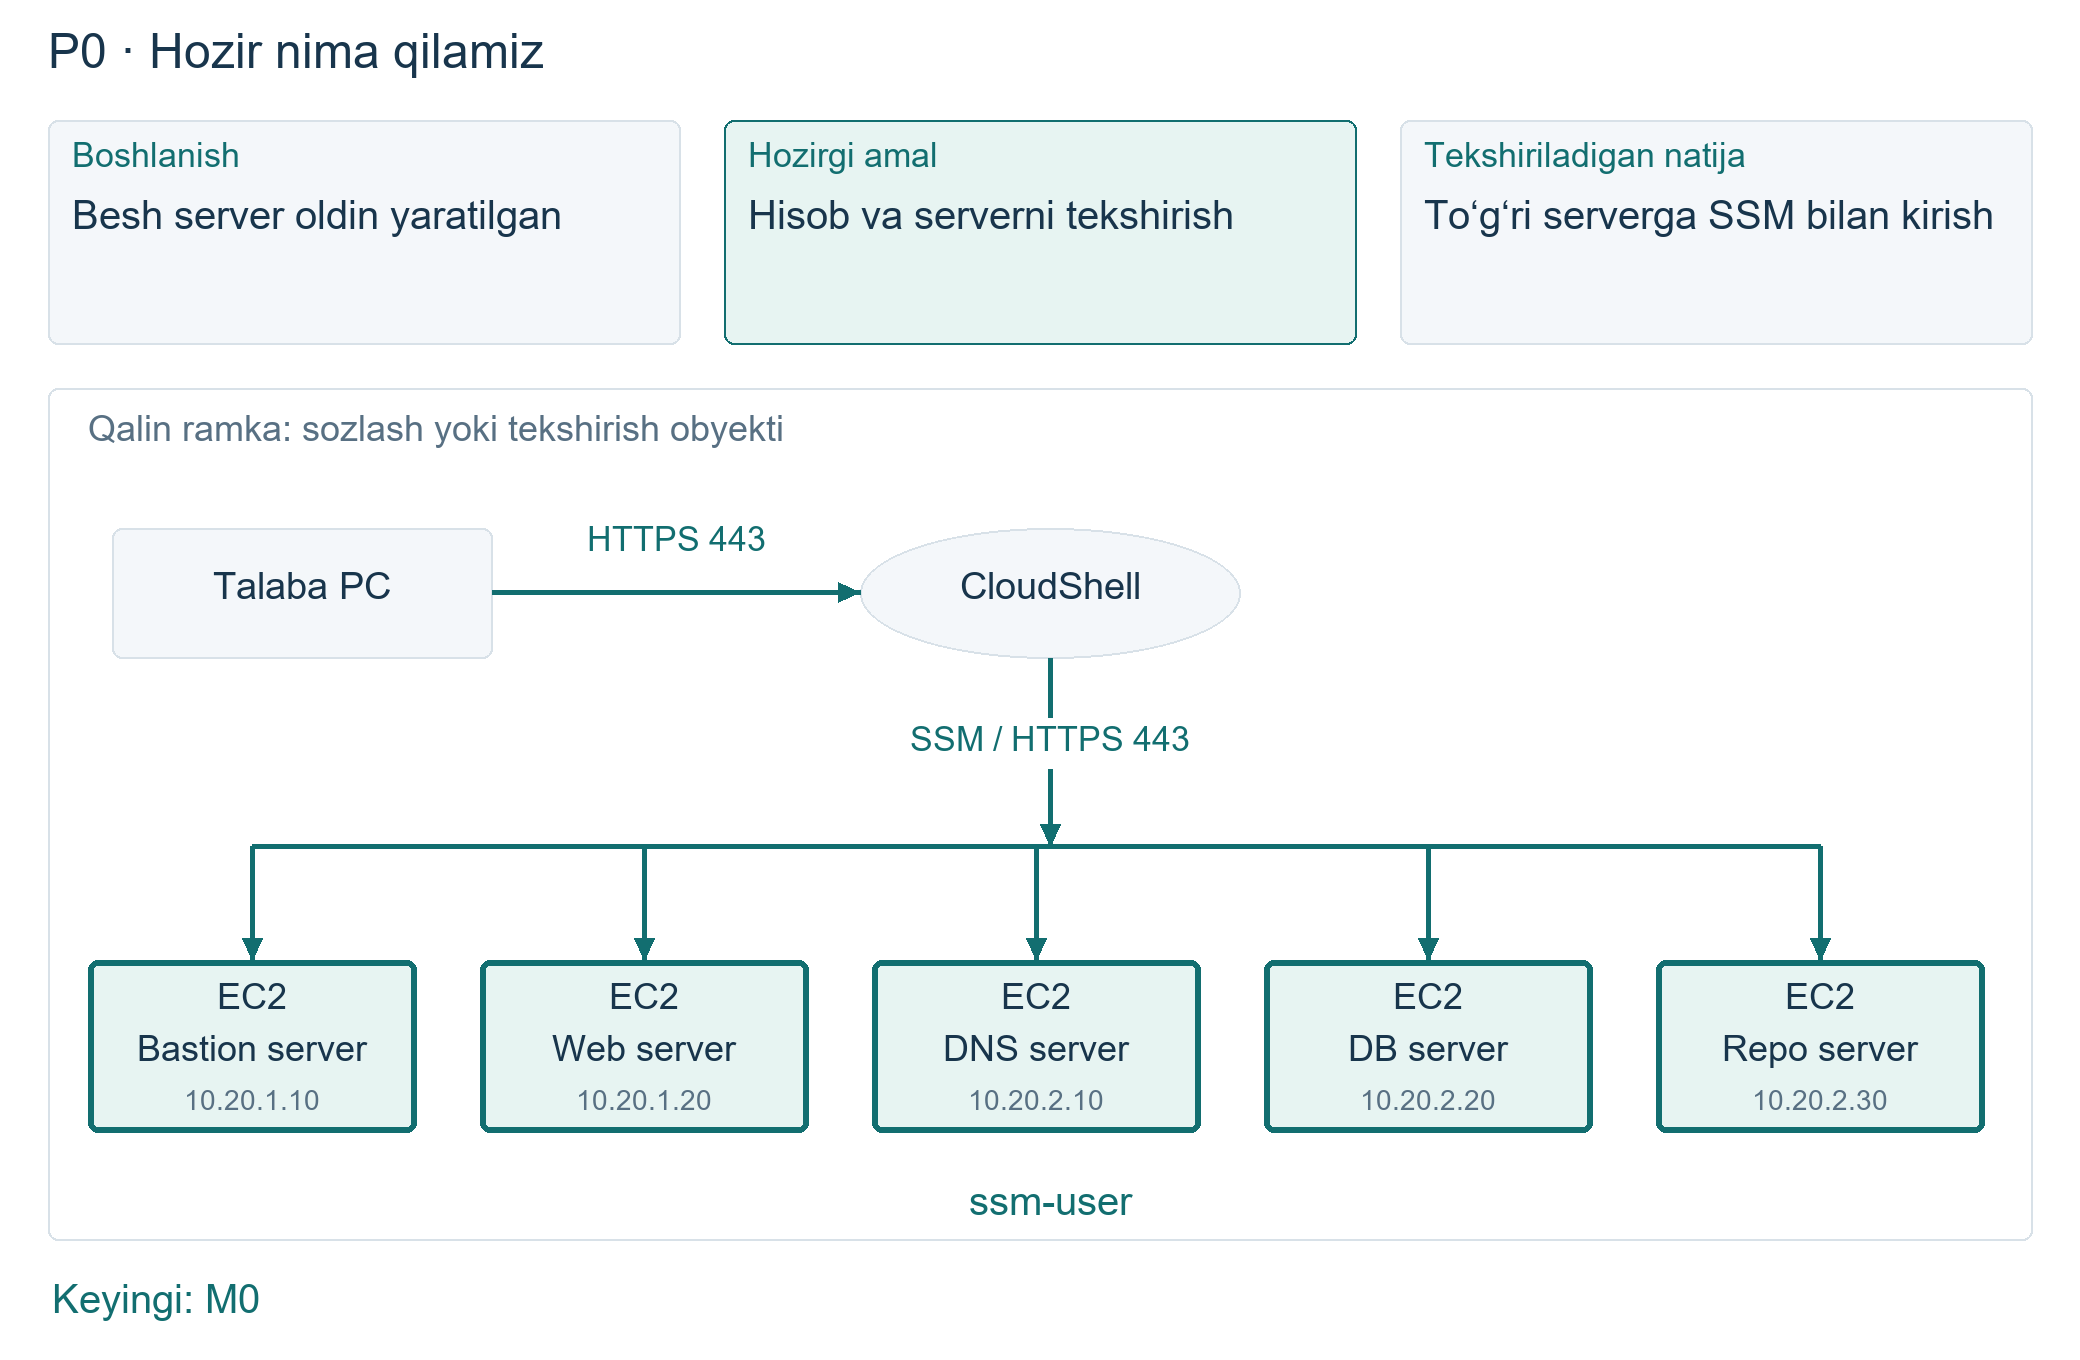 P0 · Hozir nima qilamiz
Boshlanish
Besh server oldin yaratilgan
Hozirgi amal
Hisob va serverni tekshirish
Tekshiriladigan natija
To‘g‘ri serverga SSM bilan kirish
Qalin ramka: sozlash yoki tekshirish obyekti
Talaba PC
HTTPS 443
CloudShell
SSM / HTTPS 443
EC2
Bastion server
10.20.1.10
EC2
Web server
10.20.1.20
EC2
DNS server
10.20.2.10
EC2
DB server
10.20.2.20
EC2
Repo server
10.20.2.30
ssm-user
Keyingi: M0